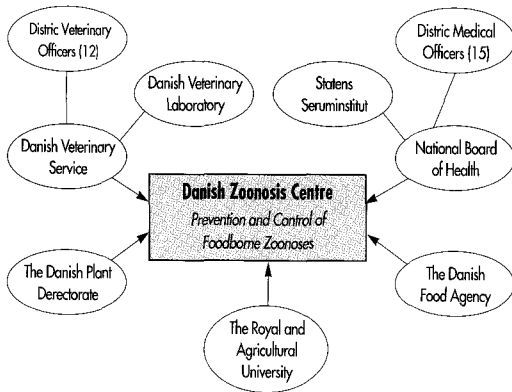 Distric Veterinary
Officers (12)
Distric Medical
Officers (15)
Danish Veterinary
Laboratory
Statens
Seruminstitut
Danish Veterinary
Service
National Board
of Health
Danish Zoonosis Centre
Prevention and Control of
Foodborne Zoonoses
The Danish Plant
Derectorate
The Danish
Food Agency
The Royal and
Agricultural
University